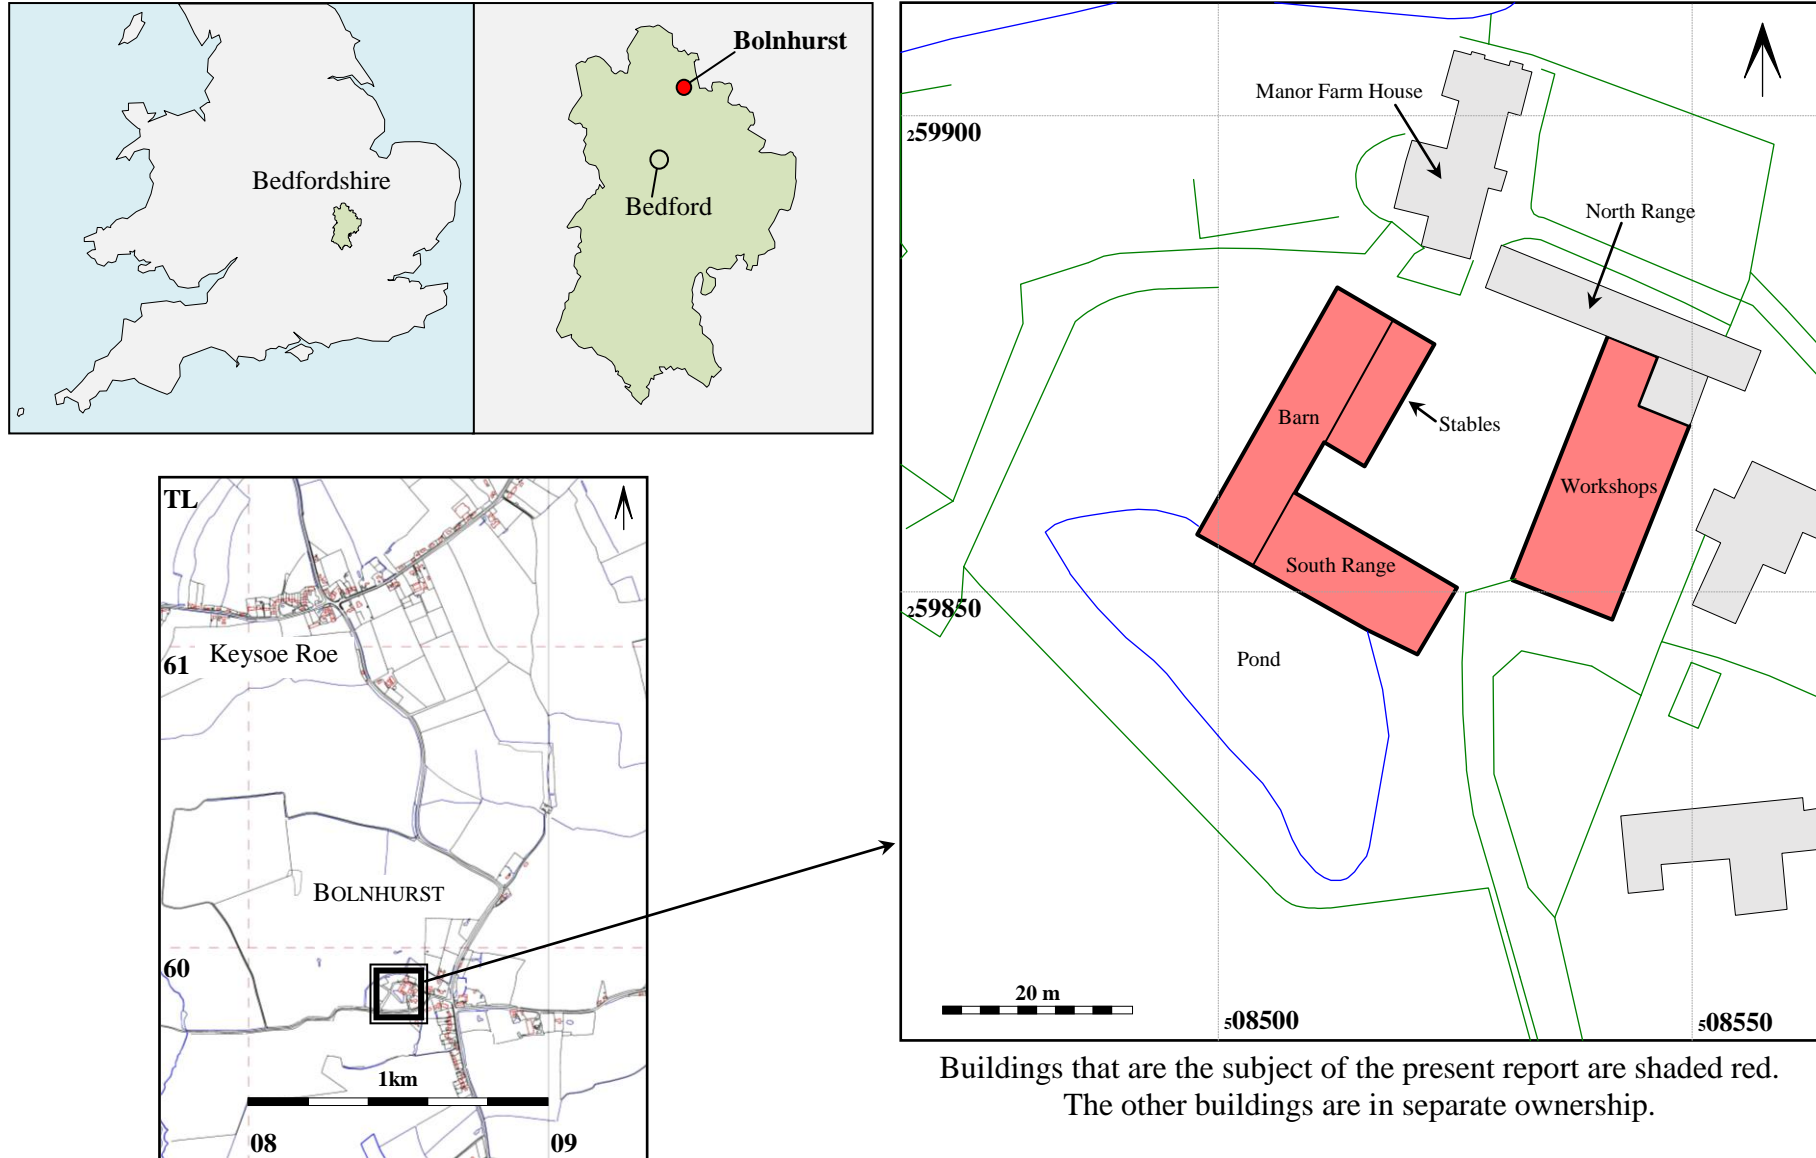 Bolnhurst
Bedfordshire
Bedford
Manor Farm House
259900
North Range
Barn
Stables
Workshops
South Range
259850
Pond
20 m
508500
508550
TL
61
Keysoe Roe
BOLNHURST
60
1km
08
09
Buildings that are the subject of the present report are shaded red.
The other buildings are in separate ownership.